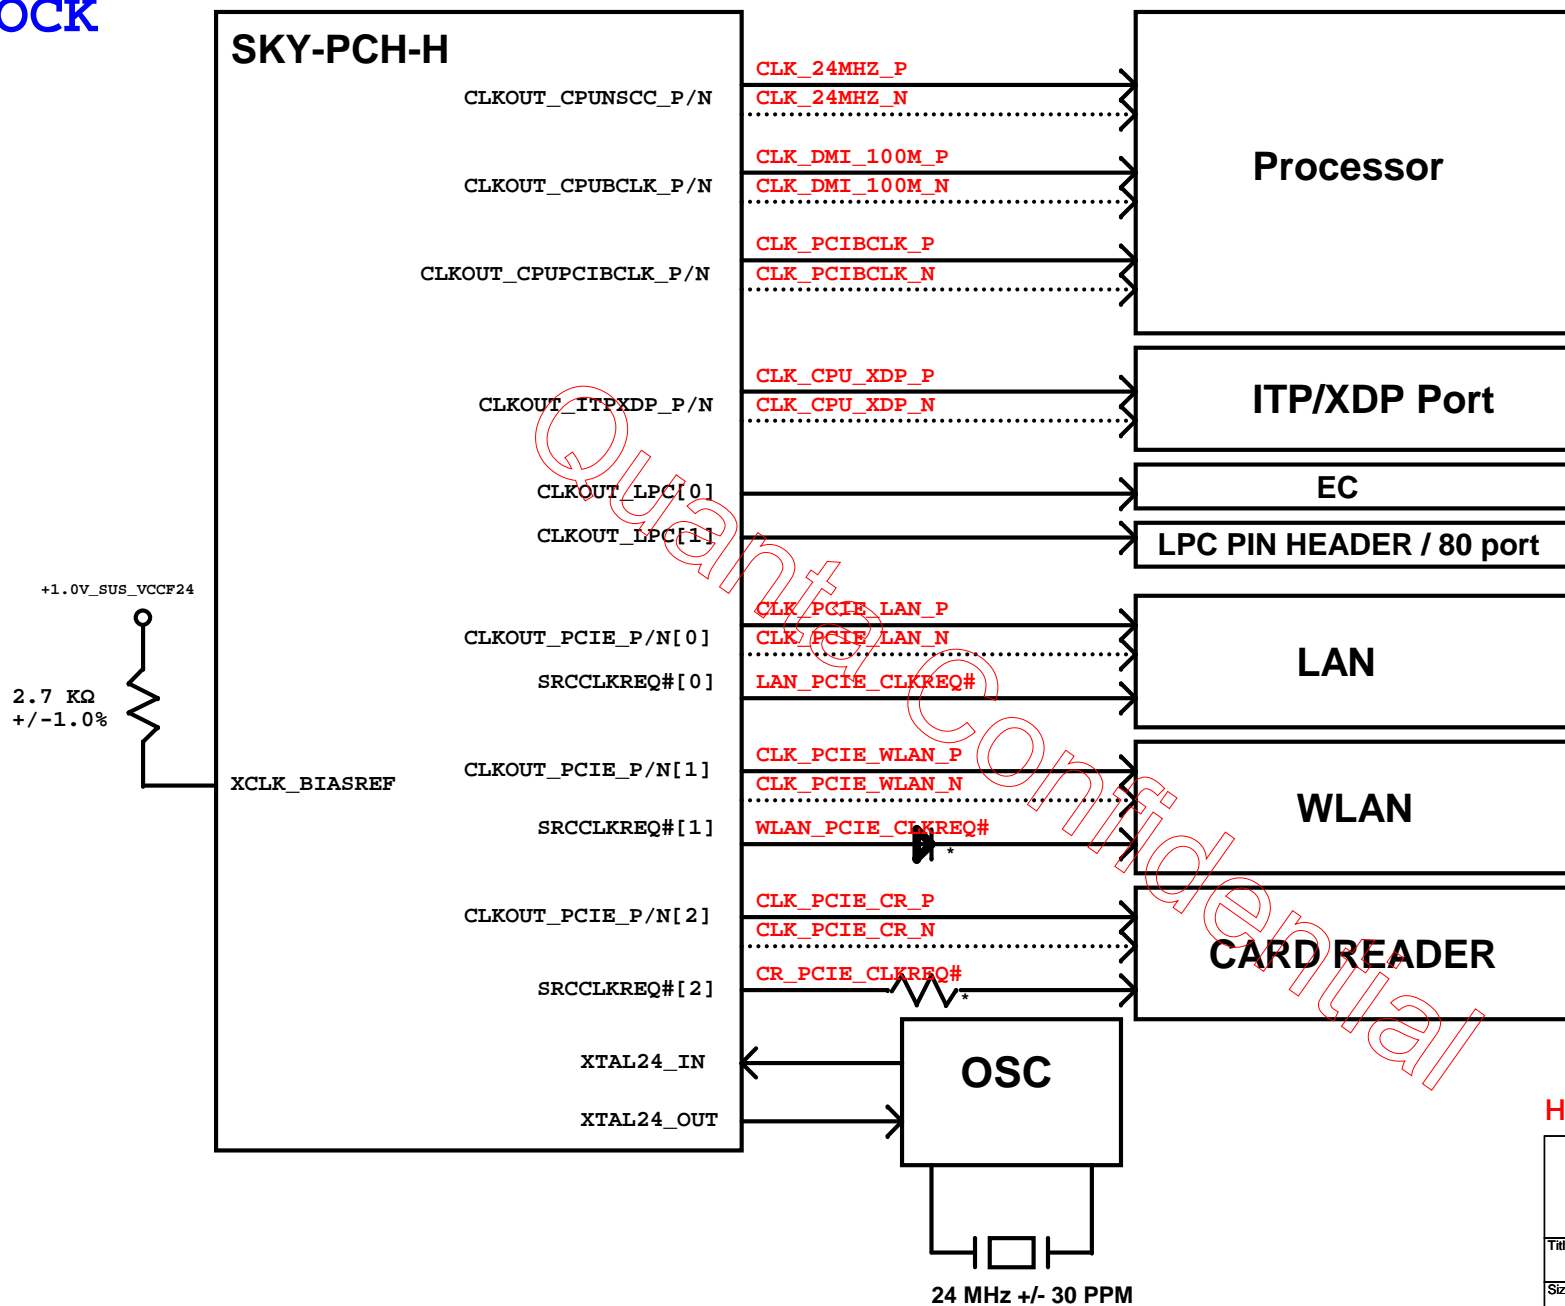 OCK
SKY-PCH-H
CLKOUT_CPUNSCC_P/N
CLK_24MHZ_P
CLK_24MHZ_N
CLKOUT_CPUBCLK_P/N
CLK_DMI_100M_P
CLK_DMI_100M_N
Processor
CLKOUT_CPUPCIBCLK_P/N
CLK_PCIBCLK_P
CLK_PCIBCLK_N
CLKOUT_ITPXDP_P/N
CLK_CPU_XDP_P
CLK_CPU_XDP_N
ITP/XDP Port
CLKOUT_LPC[0]
EC
CLKOUT_LPC[1]
LPC PIN HEADER / 80 port
+1.0V_SUS_VCCF24
2.7 KΩ
+/-1.0%
XCLK_BIASREF
CLKOUT_PCIE_P/N[0]
CLK_PCIE_LAN_P
CLK_PCIE_LAN_N
SRCCLKREQ#[0]
LAN_PCIE_CLKREQ#
LAN
CLKOUT_PCIE_P/N[1]
CLK_PCIE_WLAN_P
CLK_PCIE_WLAN_N
SRCCLKREQ#[1]
WLAN_PCIE_CLKREQ#
*
WLAN
CLKOUT_PCIE_P/N[2]
CLK_PCIE_CR_P
CLK_PCIE_CR_N
SRCCLKREQ#[2]
CR_PCIE_CLKREQ#
*
CARD READER
XTAL24_IN
XTAL24_OUT
OSC
24 MHz +/- 30 PPM
Quanta Confidential
H
Titl
Siz